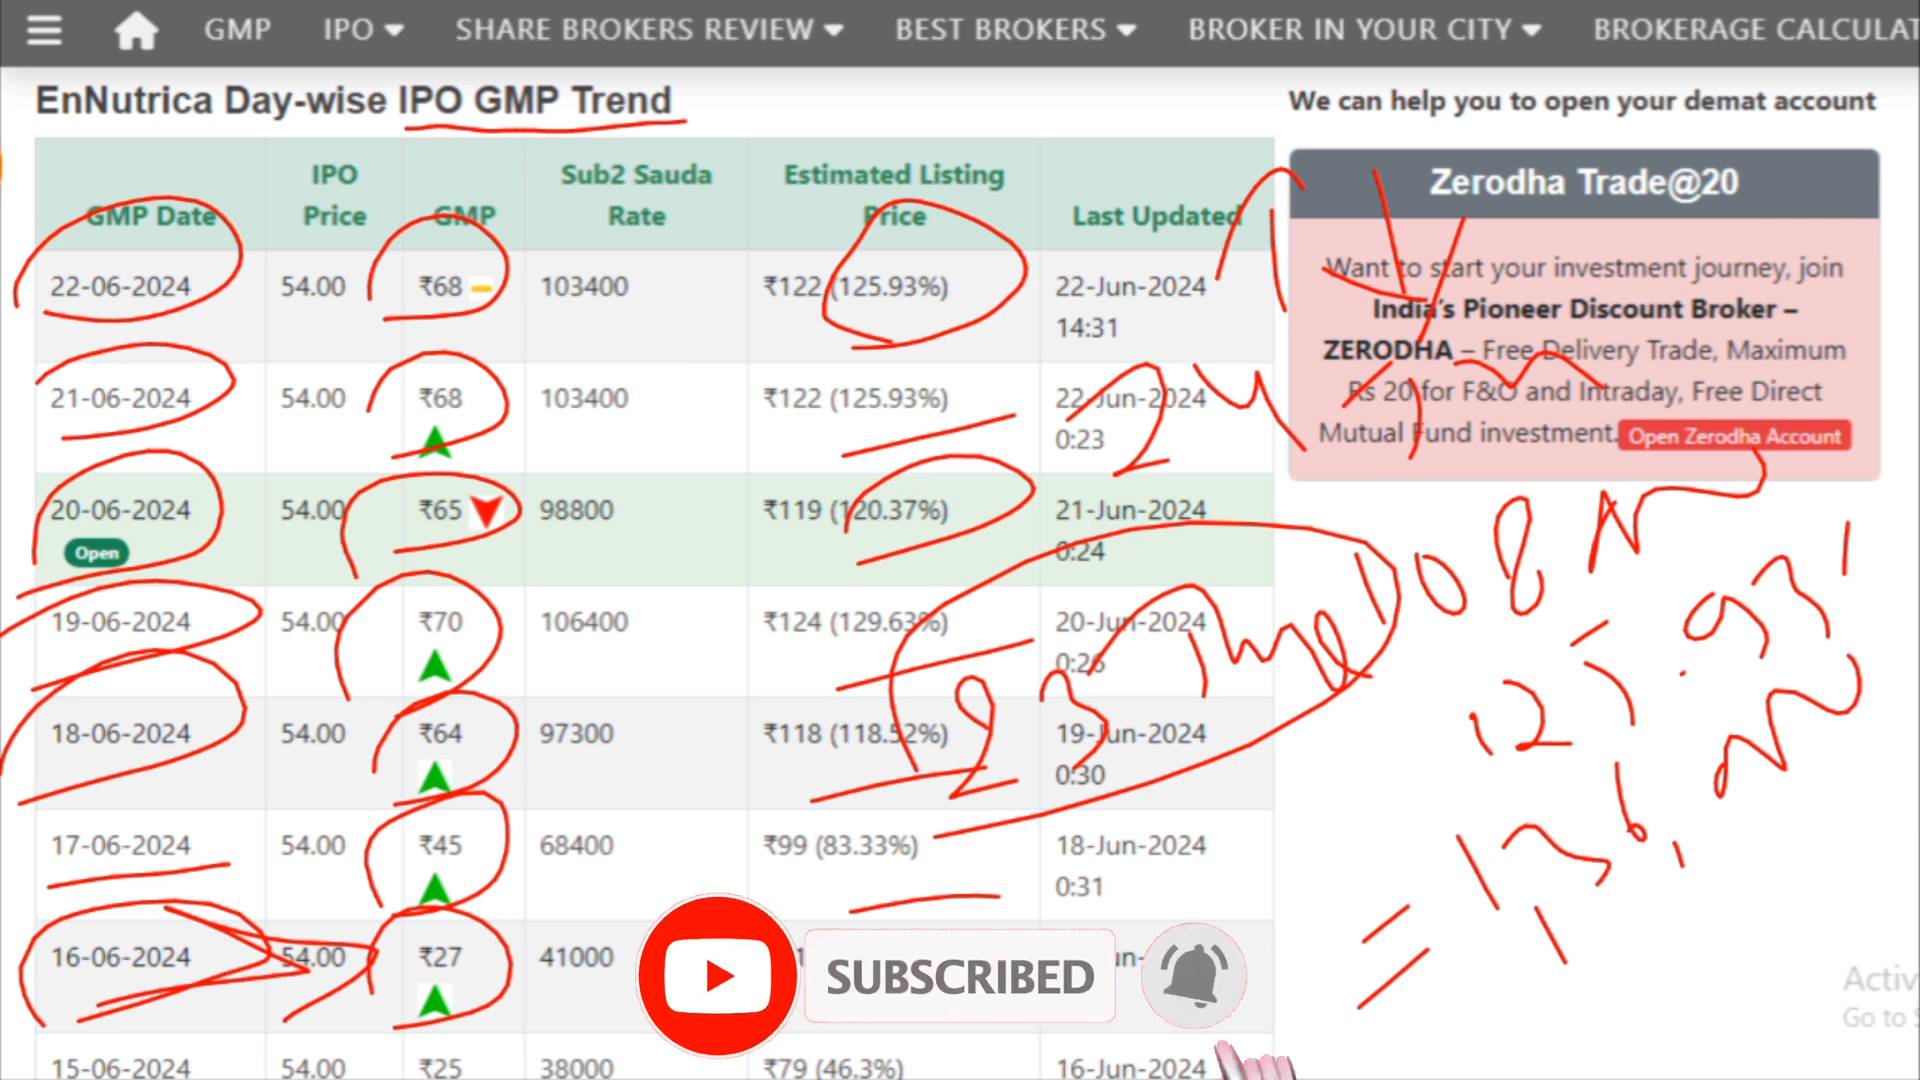 GMP IPO SHARE BROKERS REVIEW BEST BROKERS BROKER IN YOUR CITY BROKERAGE CALCULAT
EnNutrica Day-wise IPO GMP Trend
GMP Date IPO Price GMP Sub2 Sauda Rate Estimated Listing Price Last Updated
22-06-2024 54.00 ₹68 103400 ₹122 (125.93%) 22-Jun-2024 14:31
21-06-2024 54.00 ₹68 103400 ₹122 (125.93%) 22-Jun-2024 0:23
20-06-2024 Open 54.00 ₹65 98800 ₹119 (120.37%) 21-Jun-2024 0:24
19-06-2024 54.00 ₹70 106400 ₹124 (129.63%) 20-Jun-2024 0:26
18-06-2024 54.00 ₹64 97300 ₹118 (118.52%) 19-Jun-2024 0:30
17-06-2024 54.00 ₹45 68400 ₹99 (83.33%) 18-Jun-2024 0:31
16-06-2024 54.00 ₹27 41000
15-06-2024 54.00 ₹25 38000 ₹79 (46.3%) 16-Jun-2024
SUBSCRIBED
We can help you to open your demat account
Zerodha Trade@20
Want to start your investment journey, join
India's Pioneer Discount Broker –
ZERODHA – Free Delivery Trade, Maximum
Rs 20 for F&O and Intraday, Free Direct
Mutual Fund investment. Open Zerodha Account
Activ
Go to S